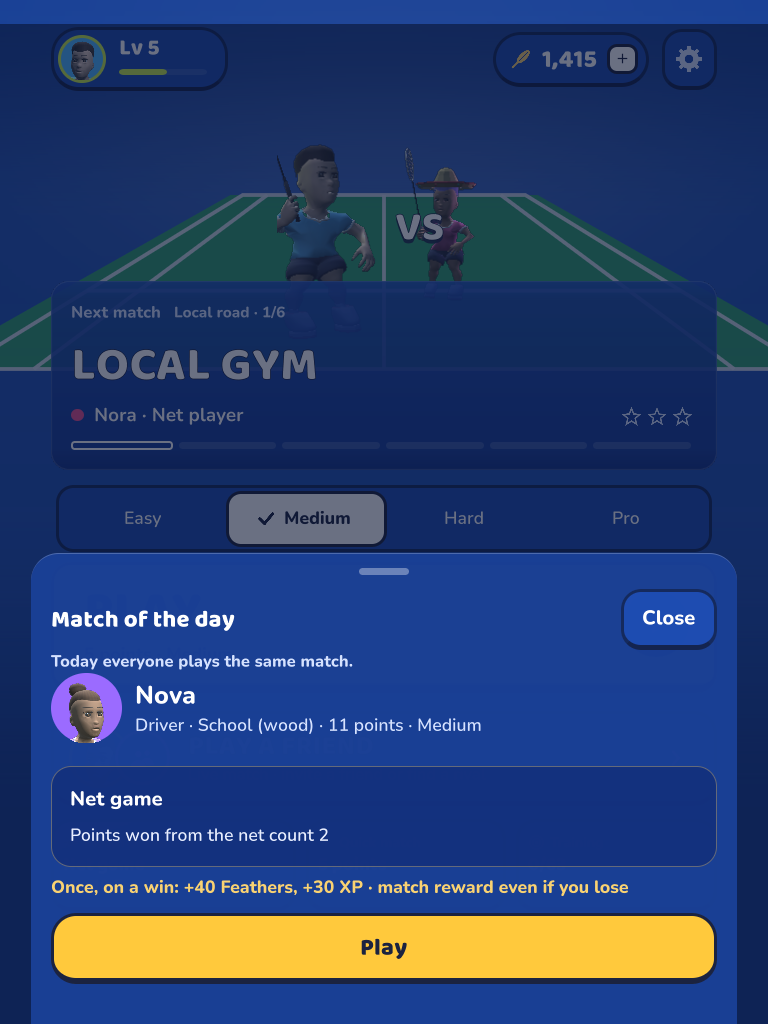 Lv 5
1,415
+
VS
Next match Local road · 1/6
LOCAL GYM
Nora · Net player
Easy
Medium
Hard
Pro
Match of the day
Close
Today everyone plays the same match.
Nova
Driver · School (wood) · 11 points · Medium
Net game
Points won from the net count 2
Once, on a win: +40 Feathers, +30 XP · match reward even if you lose
Play